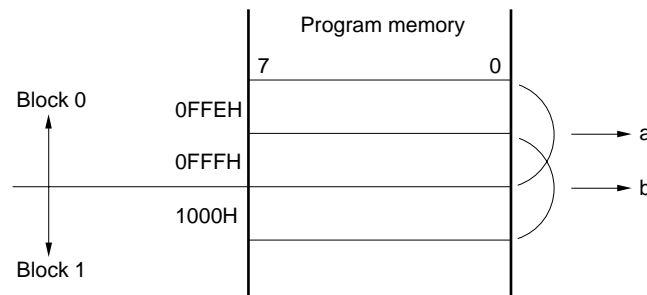 Program memory
7 0
Block 0
0FFEH
a
0FFFH
b
1000H
Block 1